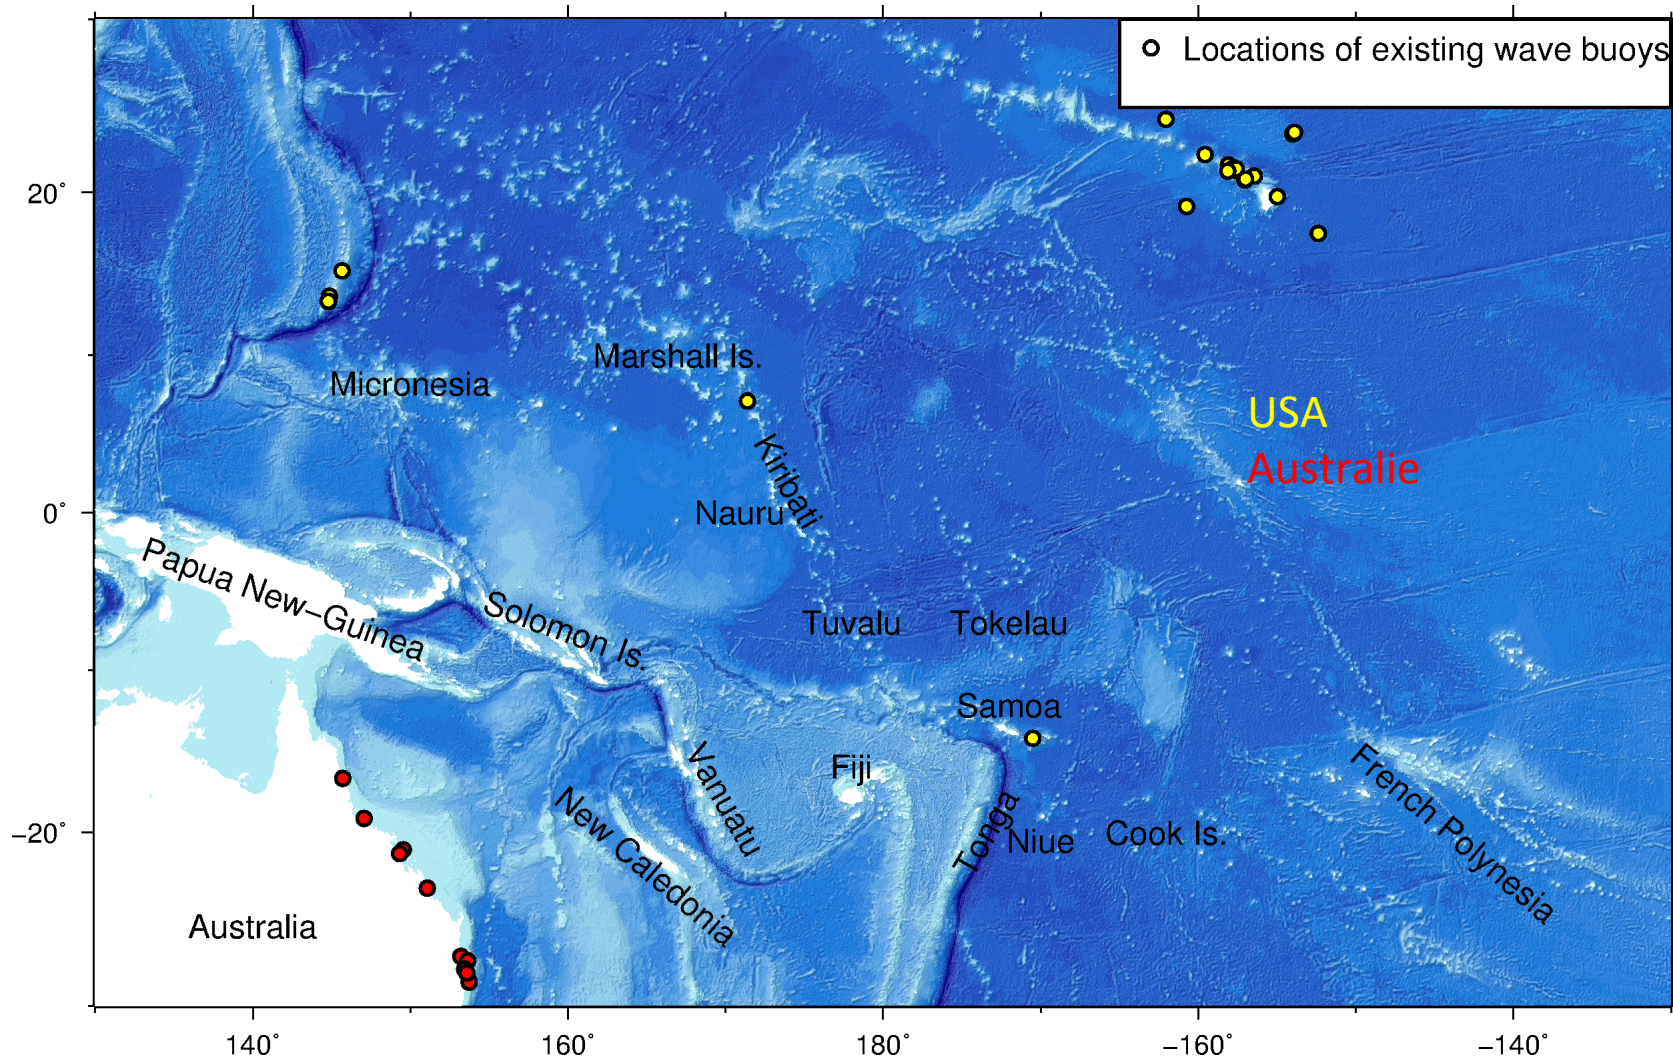 Locations of existing wave buoys
20°
Marshall Is.
Micronesia
USA
Kiribati
Australie
0°
Nauru
Papua New-Guinea
Solomon Is.
Tuvalu
Tokelau
Samoa
Vanuatu
Fiji
French Polynesia
New Caledonia
Tonga
−20°
Niue
Cook Is.
Australia
140°
160°
180°
−160°
−140°